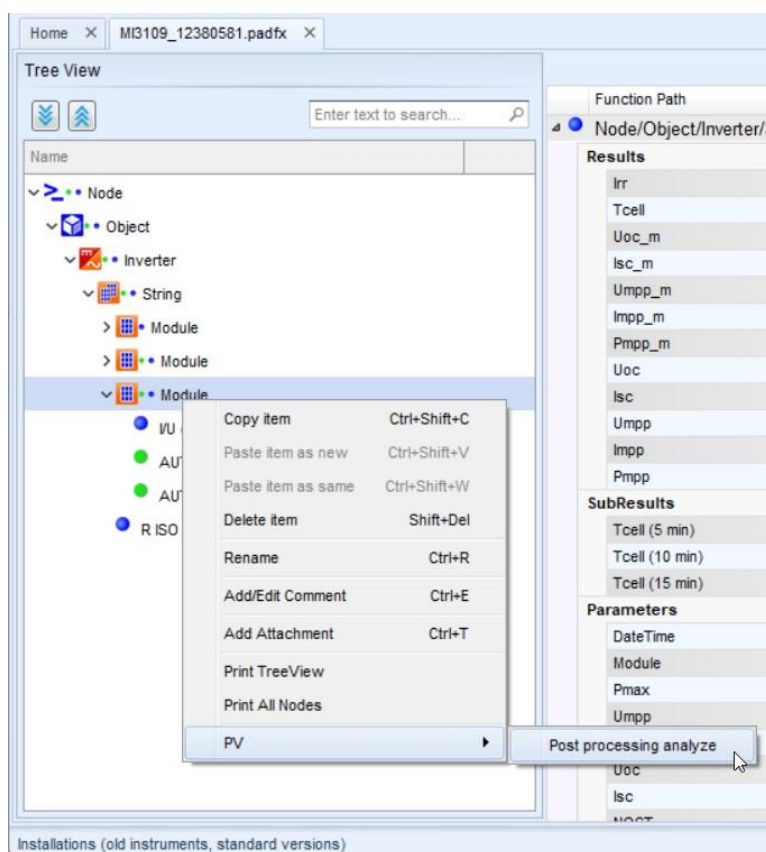 Home
MI3109_12380581.padfx
Tree View
Enter text to search...
Name
Node
Object
Inverter
String
Module
Module
Module
I/U
AU
AU
R ISO
Copy item Ctrl+Shift+C
Paste item as new Ctrl+Shift+V
Paste item as same Ctrl+Shift+W
Delete item Shift+Del
Rename Ctrl+R
Add/Edit Comment Ctrl+E
Add Attachment Ctrl+T
Print TreeView
Print All Nodes
PV
Post processing analyze
Function Path
Node/Object/Inverter/
Results
Irr
Tcell
Uoc_m
Isc_m
Umpp_m
Impp_m
Pmpp_m
Uoc
Isc
Umpp
Impp
Pmpp
SubResults
Tcell (5 min)
Tcell (10 min)
Tcell (15 min)
Parameters
DateTime
Module
Pmax
Umpp
Uoc
Isc
NOCT
Installations (old instruments, standard versions)